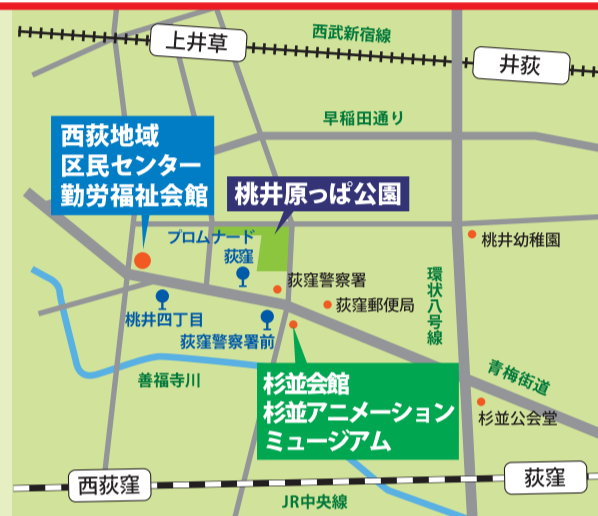 西武新宿線
上井草
井荻
早稲田通り
西荻地域
区民センター
勤労福祉会館
桃井原っぱ公園
プロムナード
荻窪
桃井幼稚園
荻窪警察署
荻窪郵便局
環状八号線
桃井四丁目
荻窪警察署前
善福寺川
杉並会館
杉並アニメーション
ミュージアム
青梅街道
杉並公会堂
西荻窪
荻窪
JR中央線